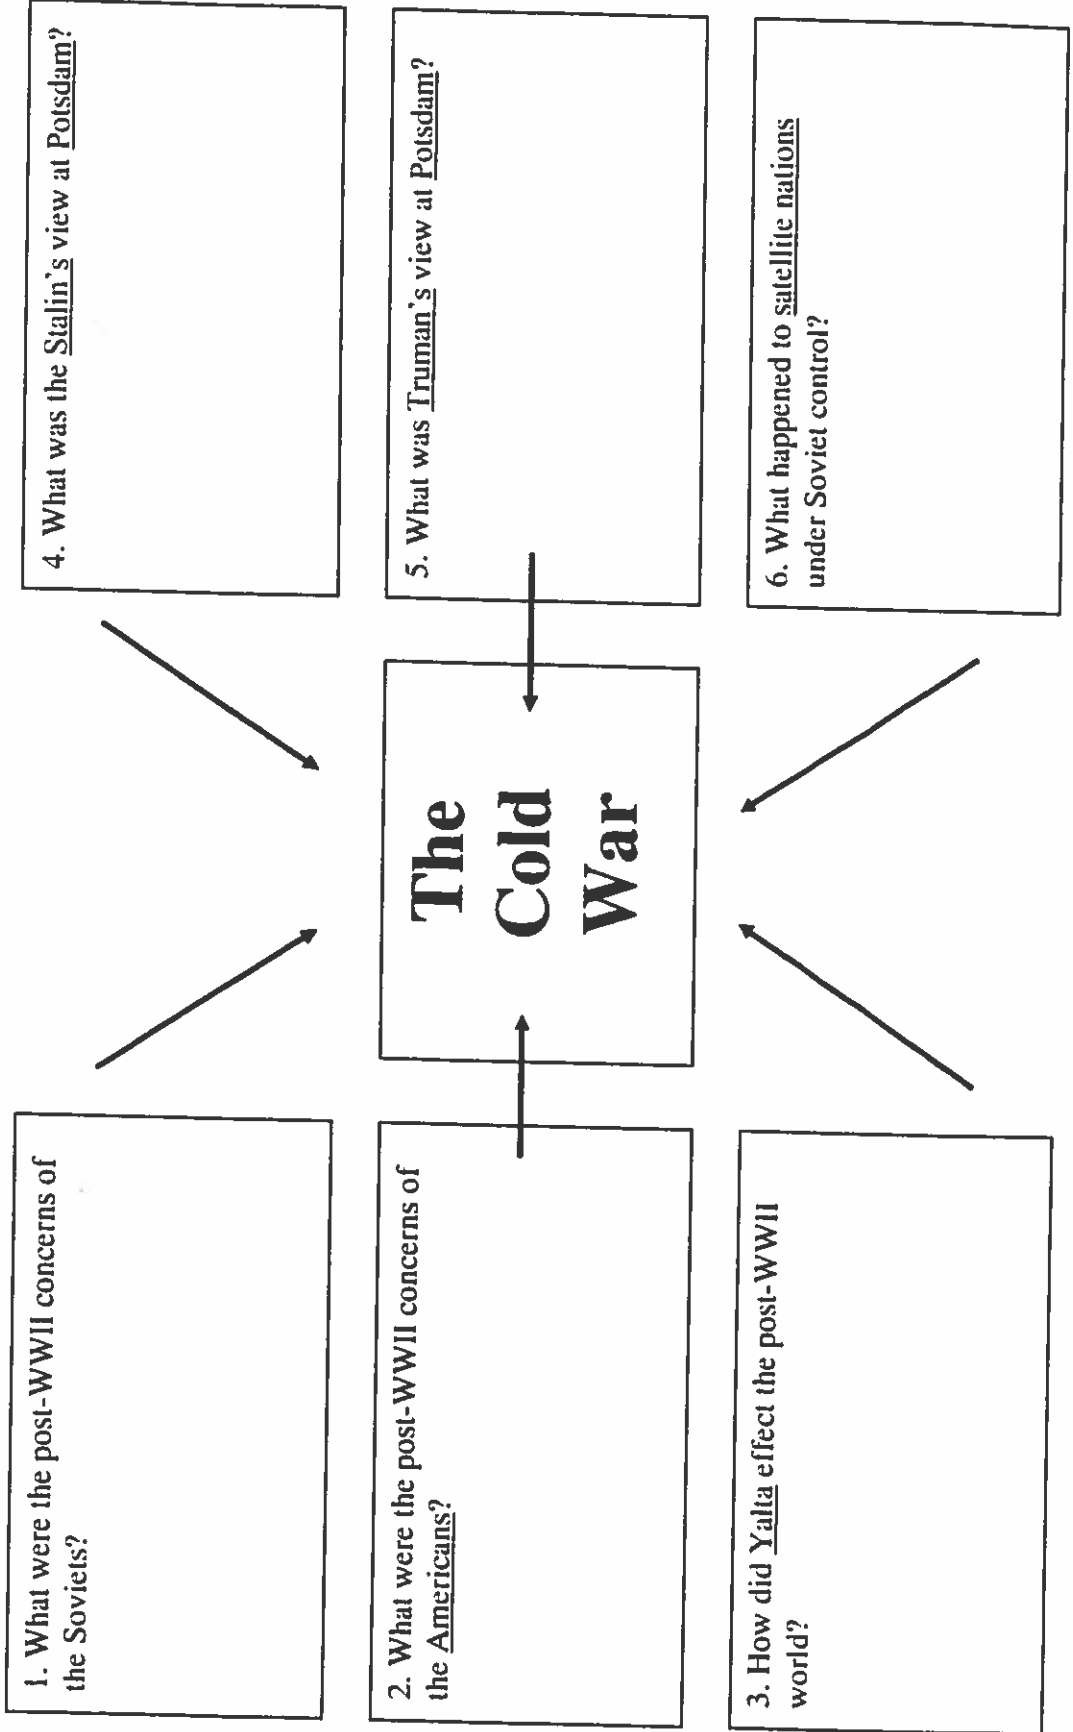 1. What were the post-WWII concerns of
the Soviets?
2. What were the post-WWII concerns of
the Americans?
3. How did Yalta effect the post-WWII
world?
The
Cold
War
4. What was the Stalin's view at Potsdam?
5. What was Truman's view at Potsdam?
6. What happened to satellite nations
under Soviet control?